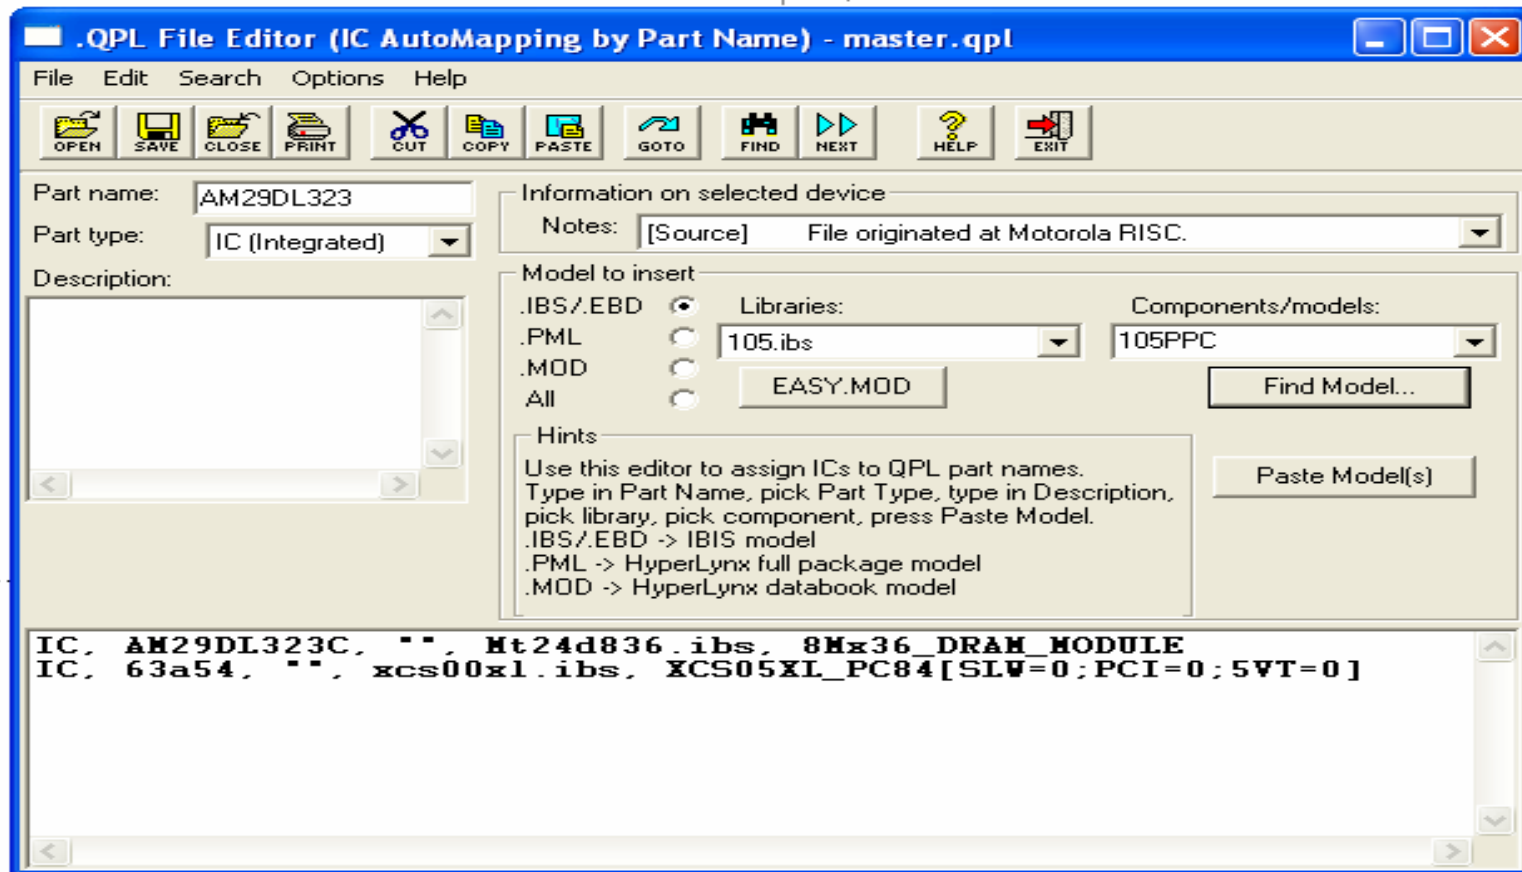 .QPL File Editor (IC AutoMapping by Part Name) - master.qpl
File Edit Search Options Help
OPEN SAVE CLOSE PRINT CUT COPY PASTE GOTO FIND NEXT HELP EXIT
Part name: AM29DL323
Part type: IC (Integrated)
Description:
Information on selected device
Notes: [Source] File originated at Motorola RISC.
Model to insert
.IBS/.EBD Libraries: Components/models:
.PML 105.ibs 105PPC
.MOD EASY.MOD Find Model...
All
Hints
Use this editor to assign ICs to QPL part names.
Type in Part Name, pick Part Type, type in Description,
pick library, pick component, press Paste Model.
.IBS/.EBD -> IBIS model
.PML -> HyperLynx full package model
.MOD -> HyperLynx databook model
Paste Model(s)
IC, AM29DL323C, "", Mt24d836.ibs, 8Mx36_DRAM_MODULE
IC, 63a54, "", xcs00xl.ibs, XCS05XL_PC84[SLW=0;PCI=0;5VT=0]